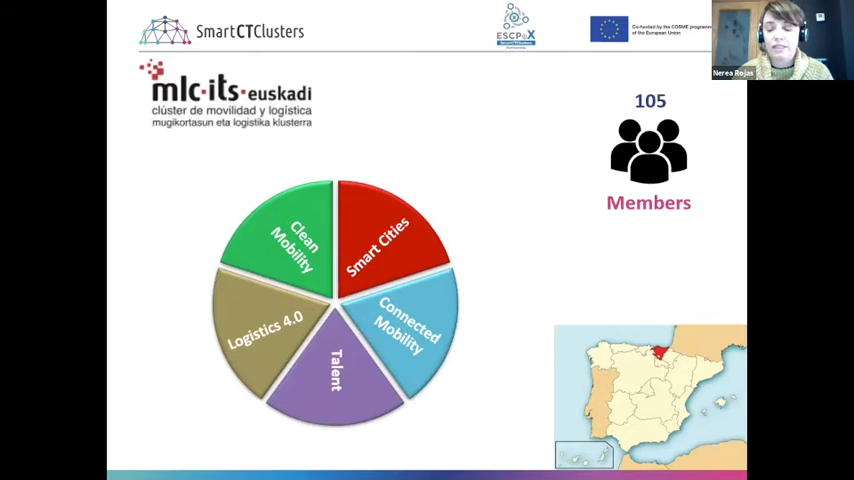 SmartCTClusters
ESCP4X
SmartCTClusters
Co-funded by the COSME programme
of the European Union
Nerea Rojas
mlc·its·euskadi
clúster de movilidad y logística
mugikortasun eta logistika klusterra
105
Members
Clean
Mobility
Smart Cities
Connected
Mobility
Talent
Logistics 4.0